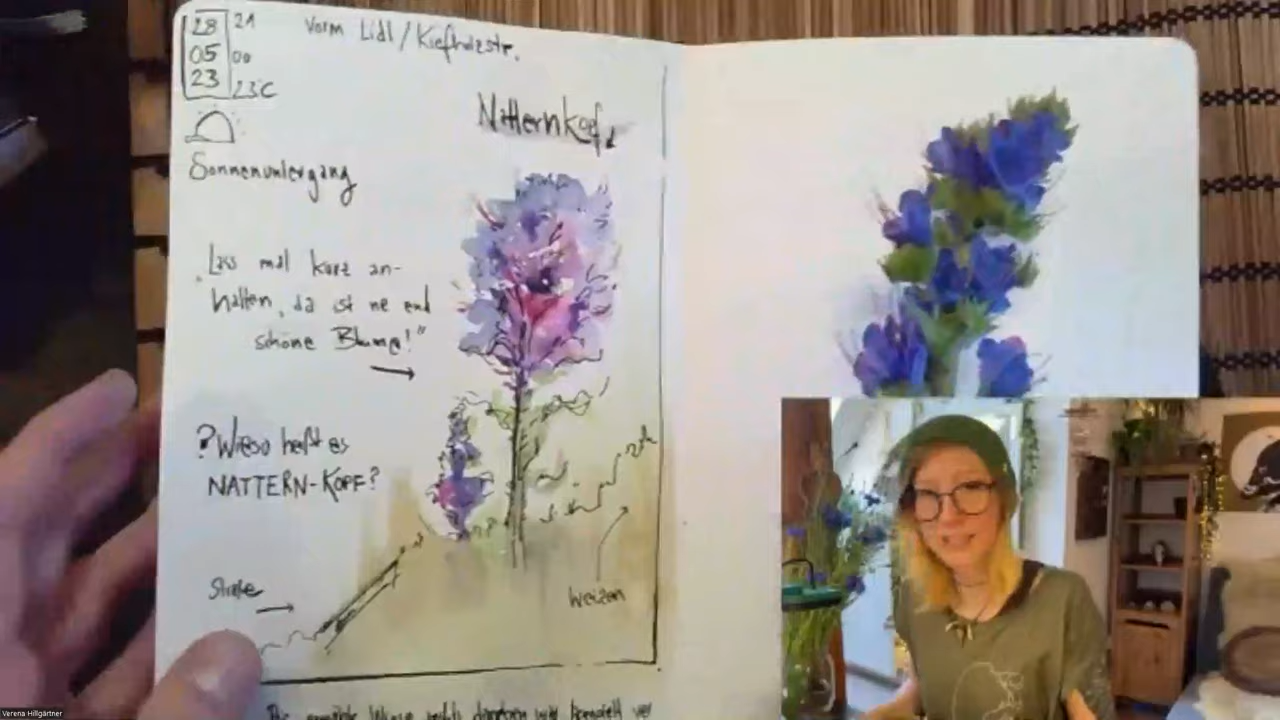 28 21
05 00
23 23°C
Vorm Lidl / Kiefholzstr.
Natternkopf
Sonnenuntergang
"Lass mal kurz an-
halten, da ist ne end
schöne Blume!"
? Wieso heißt es
NATTERN-KOPF?
Straße
Weizen
Verena Hillgärtner